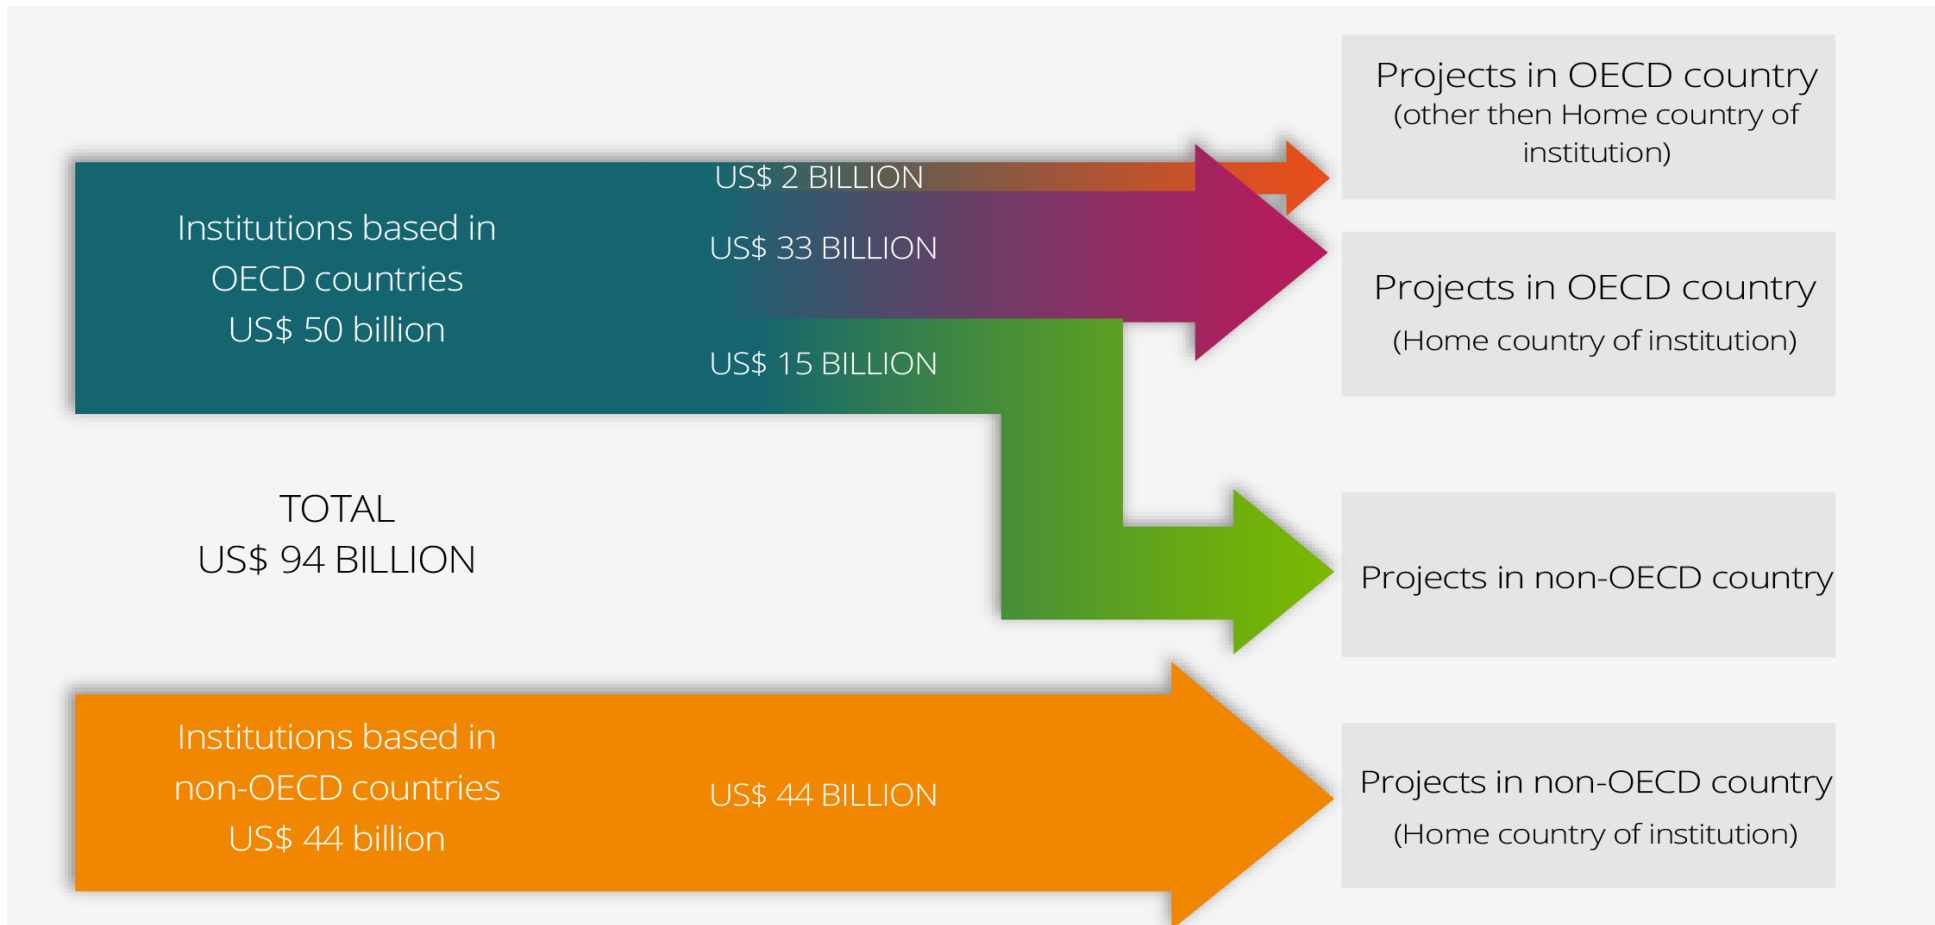 Projects in OECD country
(other then Home country of
institution)
US$ 2 BILLION
Institutions based in
OECD countries
US$ 50 billion
US$ 33 BILLION
Projects in OECD country
(Home country of institution)
US$ 15 BILLION
TOTAL
US$ 94 BILLION
Projects in non-OECD country
Institutions based in
non-OECD countries
US$ 44 billion
US$ 44 BILLION
Projects in non-OECD country
(Home country of institution)